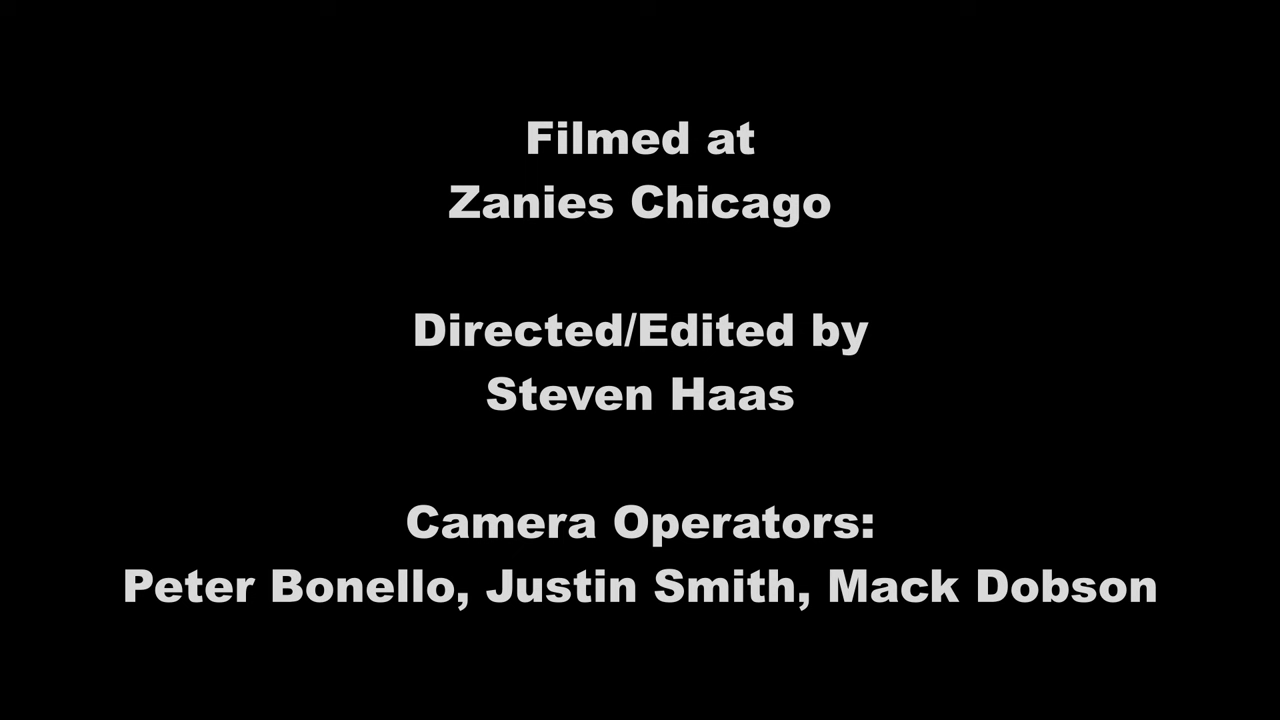 Filmed at
Zanies Chicago
Directed/Edited by
Steven Haas
Camera Operators:
Peter Bonello, Justin Smith, Mack Dobson